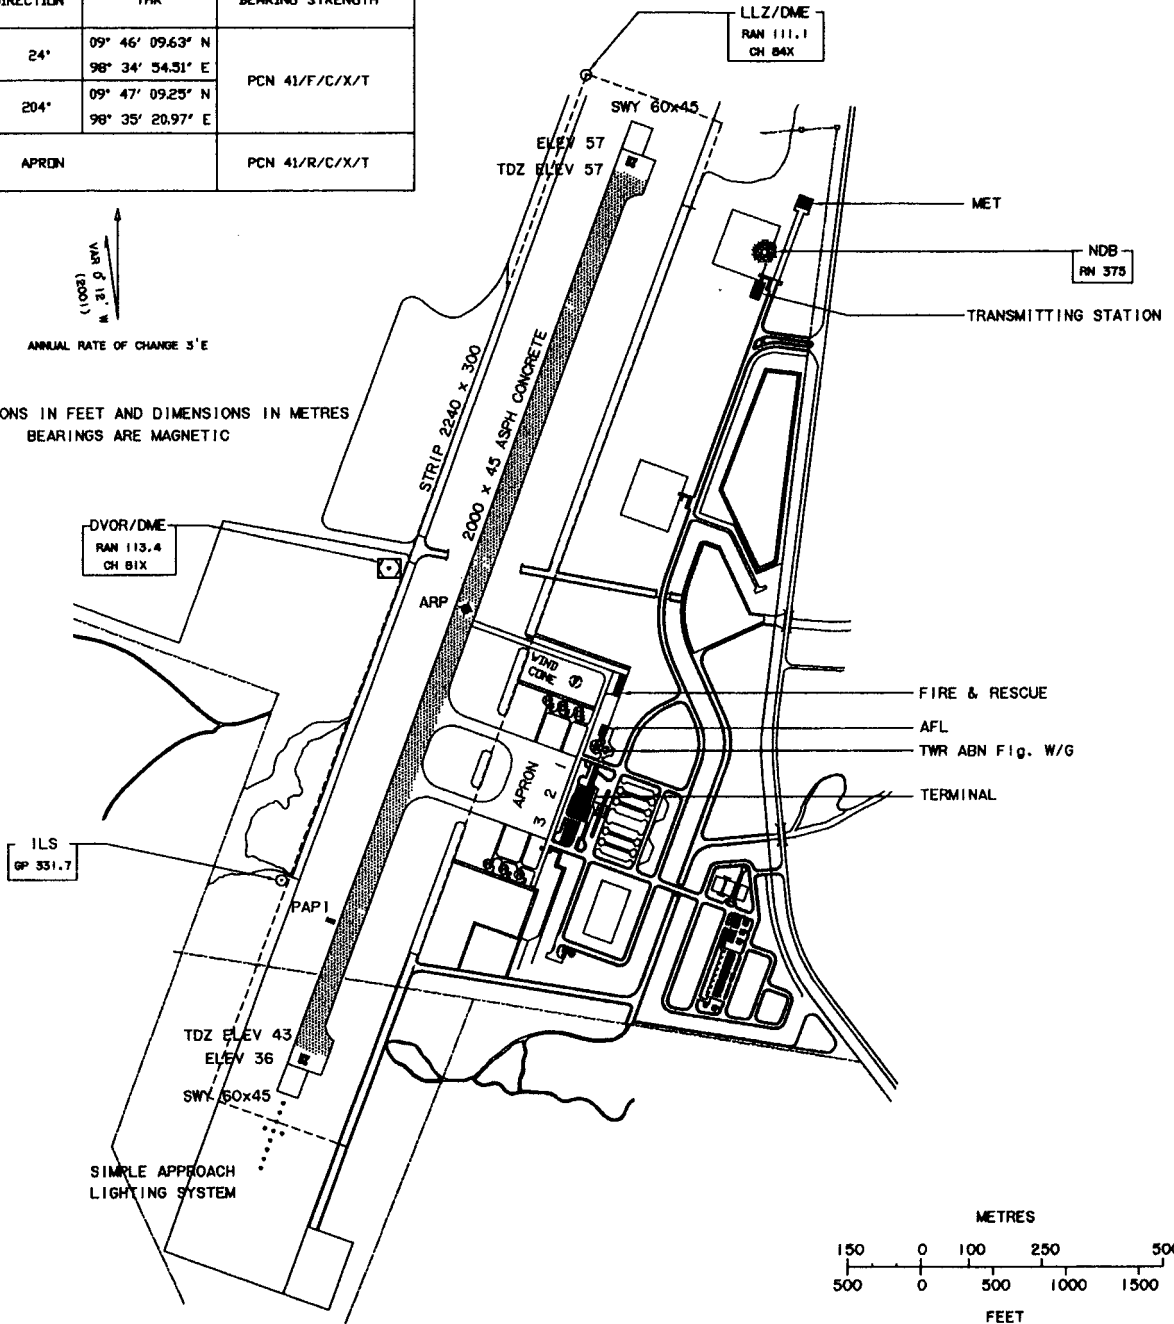 DIRECTION THR BEARING STRENGTH
24°
09° 46' 09.63" N
98° 34' 54.51" E
PCN 41/F/C/X/T
204°
09° 47' 09.25" N
98° 35' 20.97" E
APRON PCN 41/R/C/X/T
VAR 0° 12' W
(2001)
ANNUAL RATE OF CHANGE 3'E
ONS IN FEET AND DIMENSIONS IN METRES
BEARINGS ARE MAGNETIC
LLZ/DME
RAN 111.1
CH 84X
SWY 60x45
ELEV 57
TDZ ELEV 57
MET
NDB
RN 375
TRANSMITTING STATION
STRIP 2240 x 300
2000 x 45 ASPH CONCRETE
DVOR/DME
RAN 113.4
CH 81X
ARP
WIND
CONE
FIRE & RESCUE
AFL
TWR ABN Flg. W/G
TERMINAL
APRON
1
2
3
ILS
GP 331.7
PAPI
TDZ ELEV 43
ELEV 36
SWY 60x45
SIMPLE APPROACH
LIGHTING SYSTEM
METRES
150 0 100 250 500
500 0 500 1000 1500
FEET